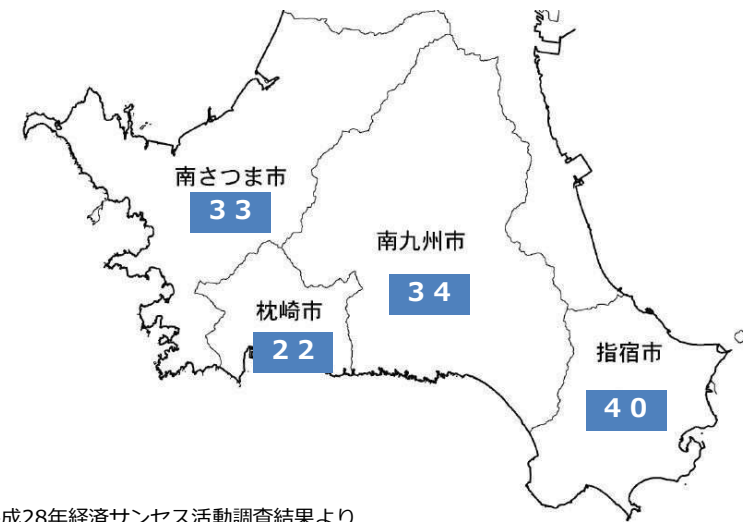 南さつま市
３３
南九州市
３４
枕崎市
２２
指宿市
４０
成28年経済サンセス活動調査結果より